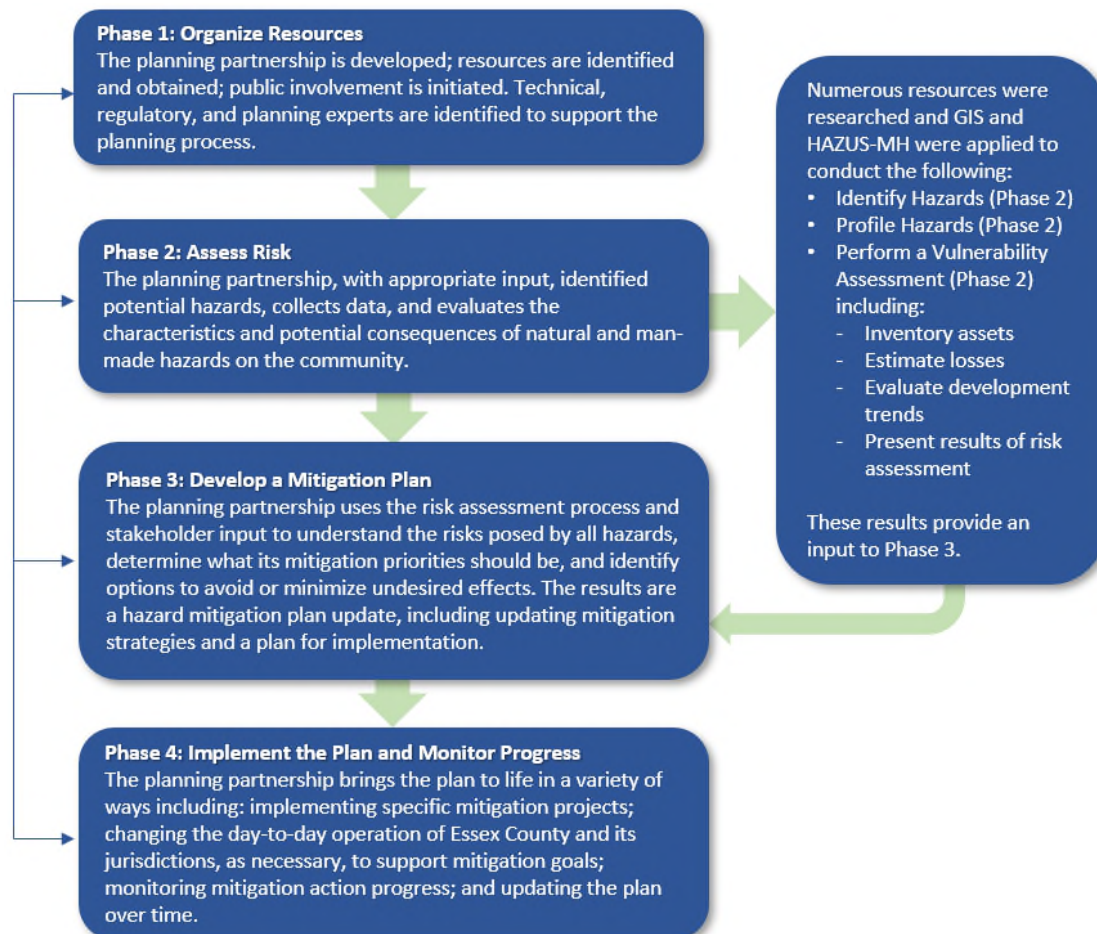 Phase 1: Organize Resources
The planning partnership is developed; resources are identified
and obtained; public involvement is initiated. Technical,
regulatory, and planning experts are identified to support the
planning process.
Phase 2: Assess Risk
The planning partnership, with appropriate input, identified
potential hazards, collects data, and evaluates the
characteristics and potential consequences of natural and man-
made hazards on the community.
Numerous resources were
researched and GIS and
HAZUS-MH were applied to
conduct the following:
• Identify Hazards (Phase 2)
• Profile Hazards (Phase 2)
• Perform a Vulnerability
Assessment (Phase 2)
including:
- Inventory assets
- Estimate losses
- Evaluate development
trends
- Present results of risk
assessment
These results provide an
input to Phase 3.
Phase 3: Develop a Mitigation Plan
The planning partnership uses the risk assessment process and
stakeholder input to understand the risks posed by all hazards,
determine what its mitigation priorities should be, and identify
options to avoid or minimize undesired effects. The results are
a hazard mitigation plan update, including updating mitigation
strategies and a plan for implementation.
Phase 4: Implement the Plan and Monitor Progress
The planning partnership brings the plan to life in a variety of
ways including: implementing specific mitigation projects;
changing the day-to-day operation of Essex County and its
jurisdictions, as necessary, to support mitigation goals;
monitoring mitigation action progress; and updating the plan
over time.